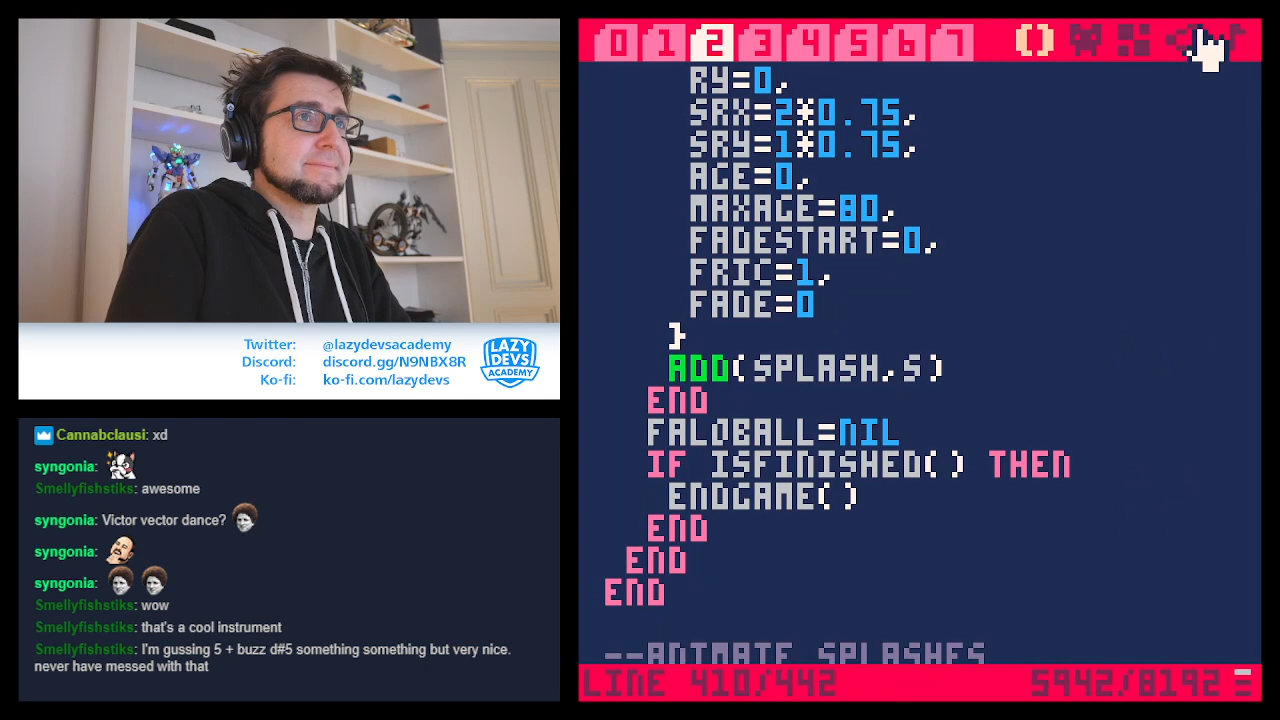 Twitter: @lazydevsacademy
Discord: discord.gg/N9NBX8R
Ko-fi: ko-fi.com/lazydevs
LAZY
DEVS
ACADEMY
Cannabclausi: xd
syngonia:
Smellyfishstiks: awesome
syngonia: Victor vector dance?
syngonia:
syngonia:
Smellyfishstiks: wow
Smellyfishstiks: that's a cool instrument
Smellyfishstiks: I'm gussing 5 + buzz d#5 something something but very nice.
never have messed with that
0 1 2 3 4 5 6 7 ()
RY=0,
SRX=2*0.75,
SRY=1*0.75,
AGE=0,
MAXAGE=80,
FADESTART=0,
FRIC=1,
FADE=0
}
ADD(SPLASH,S)
END
FALOBALL=NIL
IF ISFINISHED() THEN
ENDGAME()
END
END
END
--ANIMATE SPLASHES
LINE 410/442 5942/8192